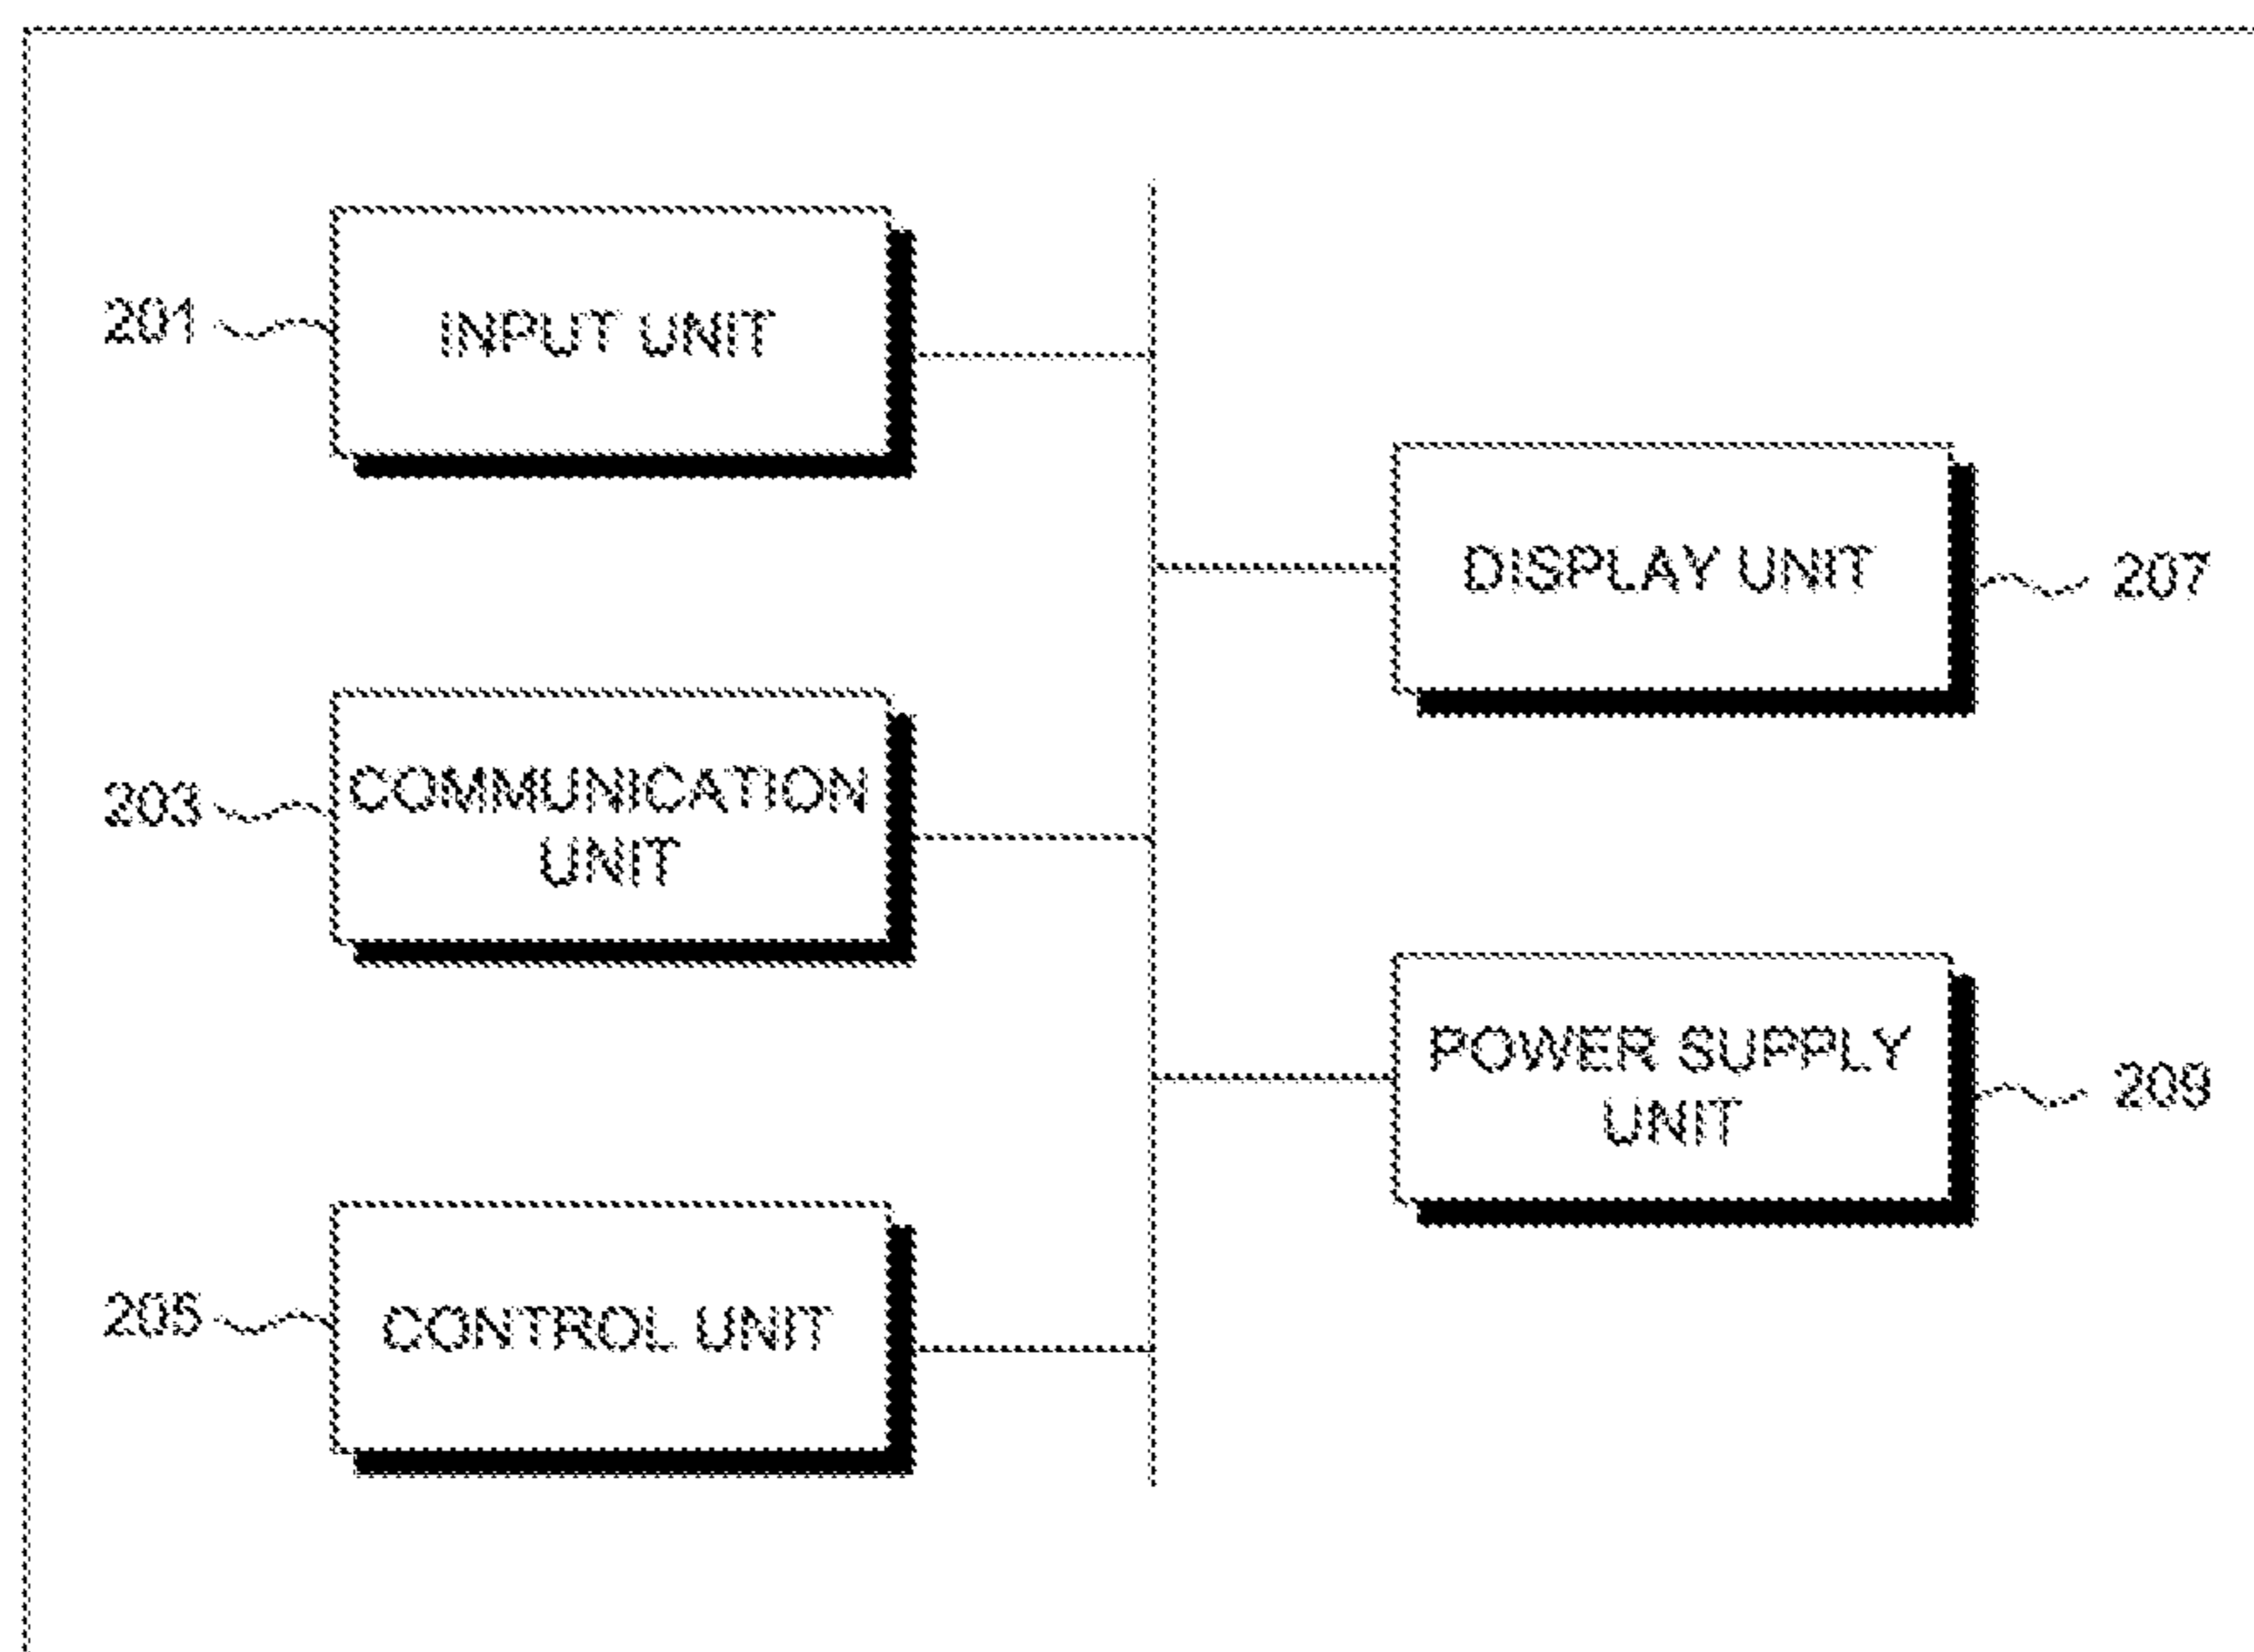 201
INPUT UNIT
DISPLAY UNIT
207
203
COMMUNICATION
UNIT
POWER SUPPLY
UNIT
209
205
CONTROL UNIT